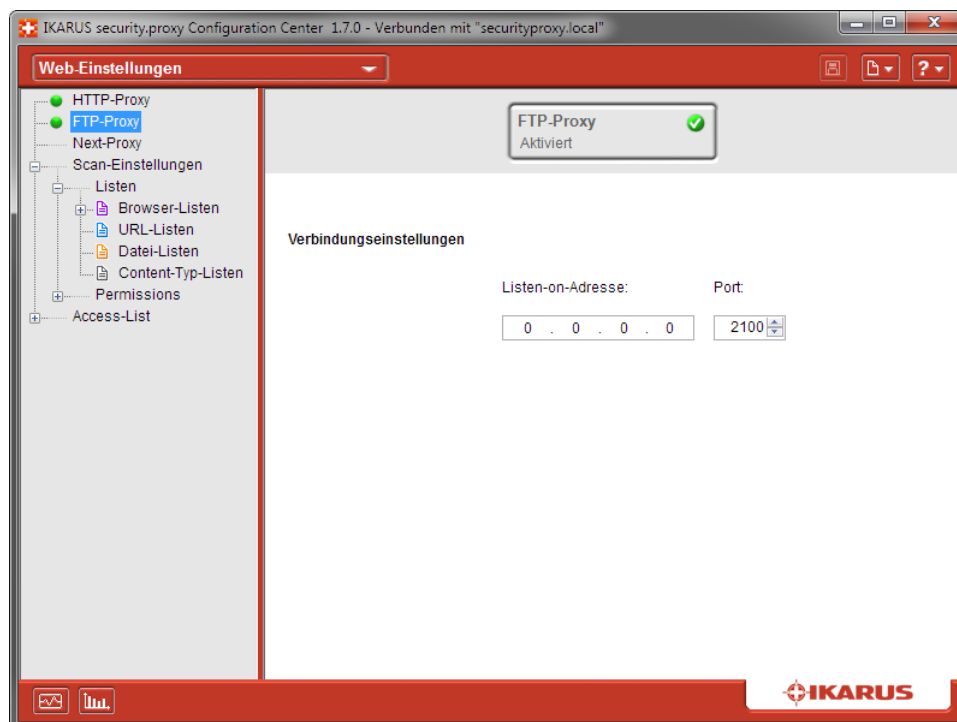 IKARUS security.proxy Configuration Center 1.7.0 - Verbunden mit "securityproxy.local"
Web-Einstellungen
?
HTTP-Proxy
FTP-Proxy
Next-Proxy
Scan-Einstellungen
Listen
Browser-Listen
URL-Listen
Datei-Listen
Content-Typ-Listen
Permissions
Access-List
FTP-Proxy
Aktiviert
Verbindungseinstellungen
Listen-on-Adresse: Port:
0 . 0 . 0 . 0 2100
IKARUS